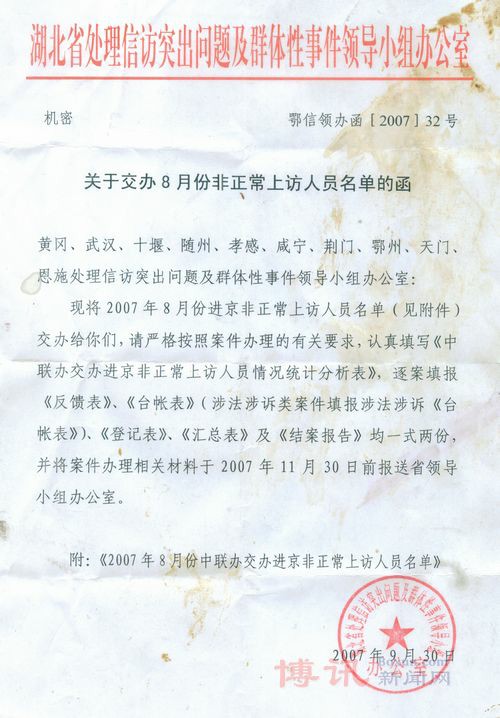 湖北省处理信访突出问题及群体性事件领导小组办公室
机密
鄂信领办函［2007］32号
关于交办8月份非正常上访人员名单的函
黄冈、武汉、十堰、随州、孝感、咸宁、荆门、鄂州、天门、
恩施处理信访突出问题及群体性事件领导小组办公室：
现将2007年8月份进京非正常上访人员名单（见附件）
交办给你们，请严格按照案件办理的有关要求，认真填写《中
联办交办进京非正常上访人员情况统计分析表》，逐案填报
《反馈表》、《台帐表》（涉法涉诉类案件填报涉法涉诉《台
帐表》）、《登记表》、《汇总表》及《结案报告》均一式两份，
并将案件办理相关材料于2007年11月30日前报送省领导
小组办公室。
附：《2007年8月份中联办交办进京非正常上访人员名单》
湖北省处理信访突出问题及群体性事件领导小组
办公室
2007年9月30日
博讯
Boxun.com
新闻网